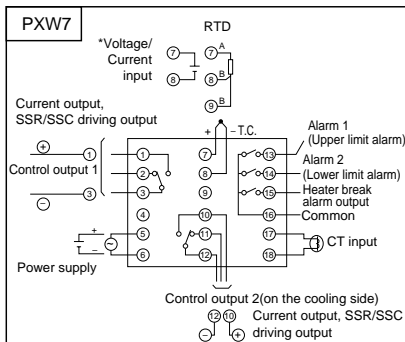 PXW7
RTD
*Voltage/
Current
input
7
8
7 A
8 B
9 B
Current output,
SSR/SSC driving output
+ – T.C.
Alarm 1
(Upper limit alarm)
Alarm 2
(Lower limit alarm)
Heater break
alarm output
Common
CT input
+
1
Control output 1
3
–
1
2
3
4
5
6
7
8
9
10
11
12
13
14
15
16
17
18
+
–
Power supply
Control output 2(on the cooling side)
12 10
– +
Current output, SSR/SSC
driving output